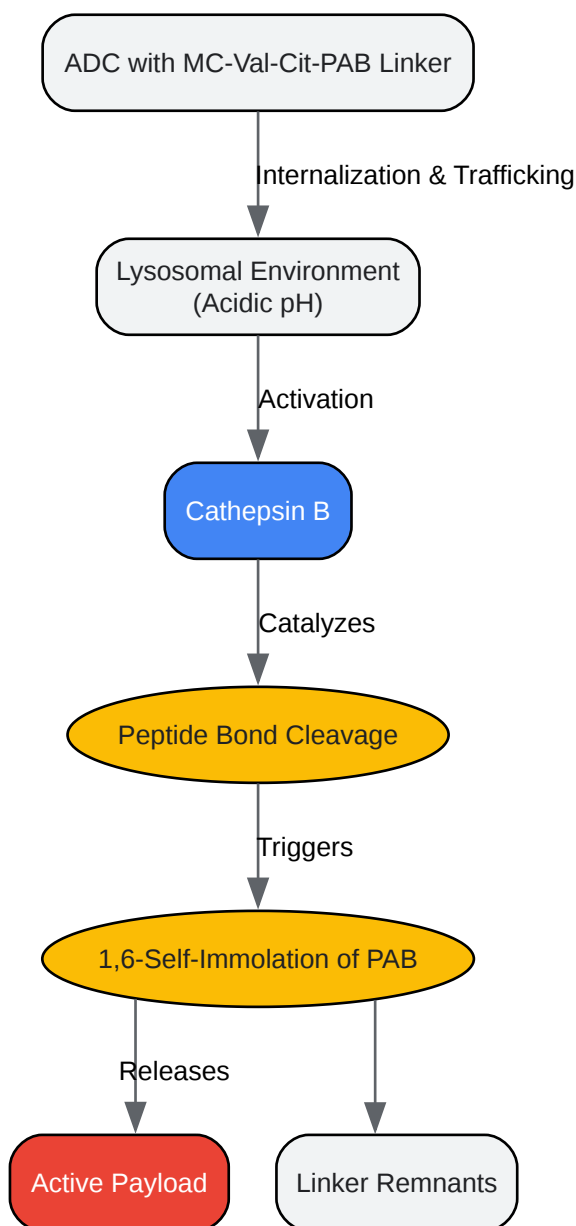 ADC with MC-Val-Cit-PAB Linker
Internalization & Trafficking
Lysosomal Environment
(Acidic pH)
Activation
Cathepsin B
Catalyzes
Peptide Bond Cleavage
Triggers
1,6-Self-Immolation of PAB
Releases
Active Payload
Linker Remnants